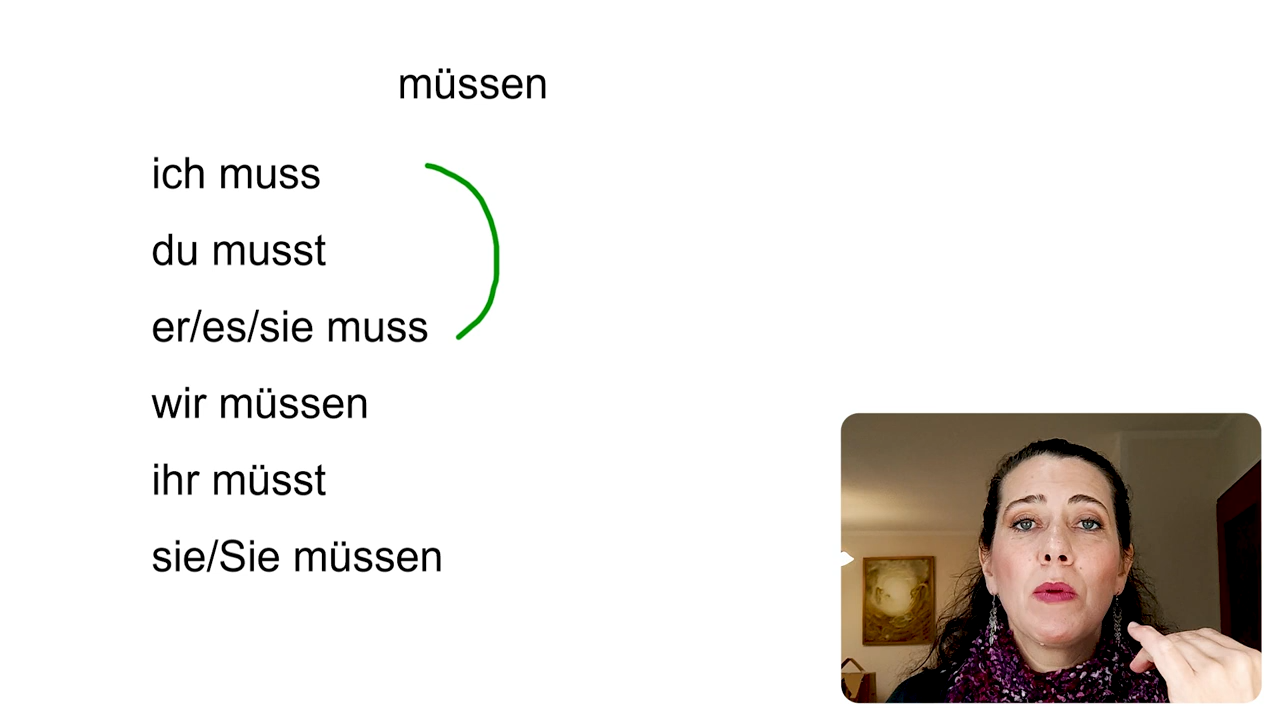 müssen
ich muss
du musst
er/es/sie muss
wir müssen
ihr müsst
sie/Sie müssen